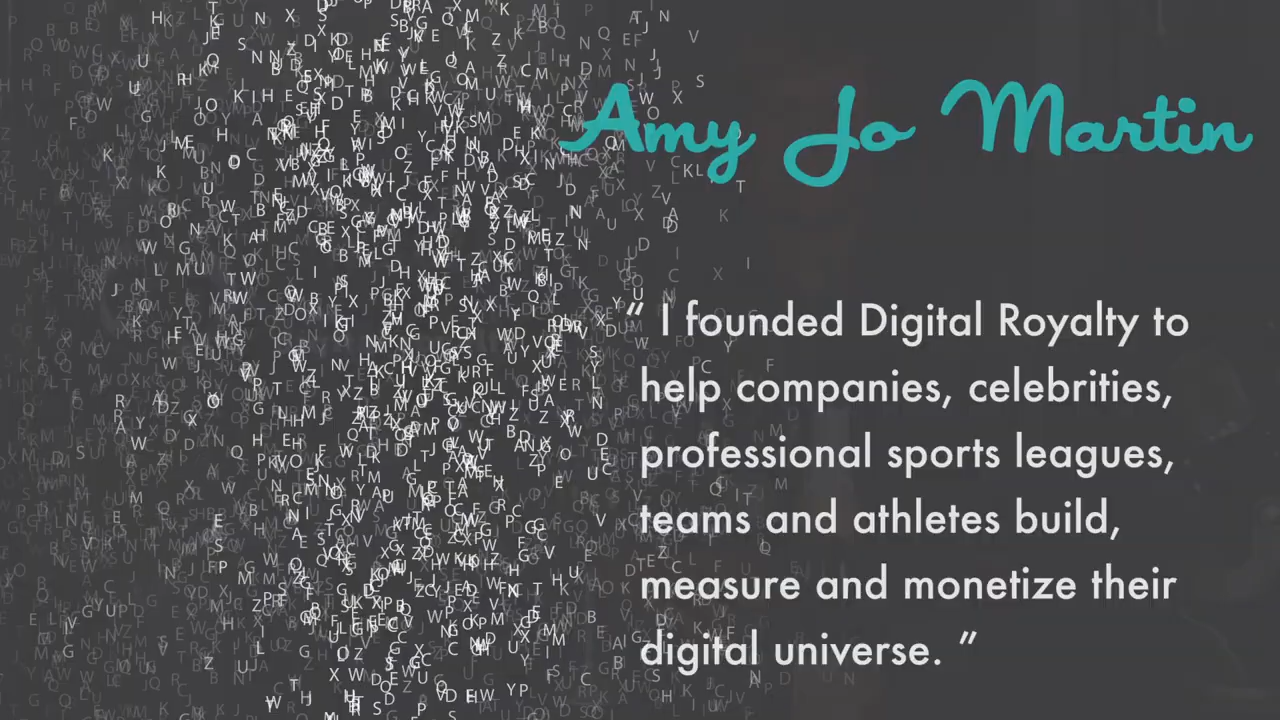 Amy Jo Martin
“ I founded Digital Royalty to
help companies, celebrities,
professional sports leagues,
teams and athletes build,
measure and monetize their
digital universe. ”